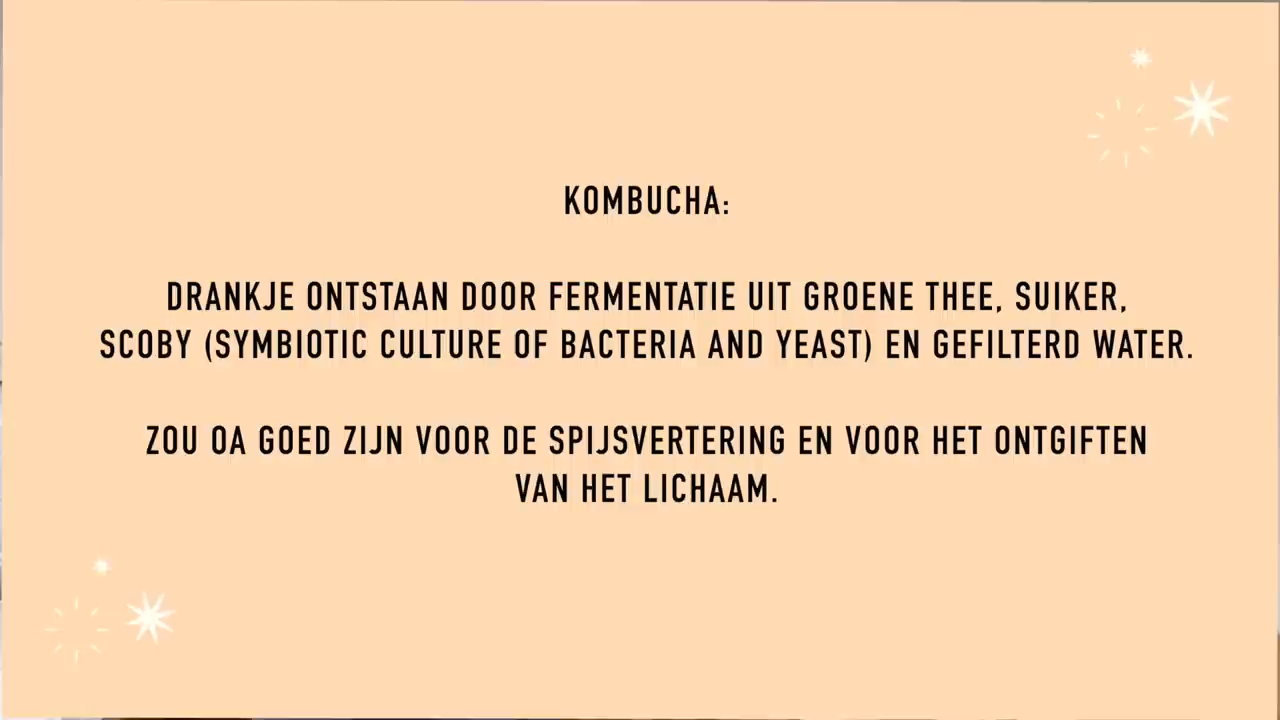 KOMBUCHA:
DRANKJE ONTSTAAN DOOR FERMENTATIE UIT GROENE THEE, SUIKER,
SCOBY (SYMBIOTIC CULTURE OF BACTERIA AND YEAST) EN GEFILTERD WATER.
ZOU OA GOED ZIJN VOOR DE SPIJSVERTERING EN VOOR HET ONTGIFTEN
VAN HET LICHAAM.